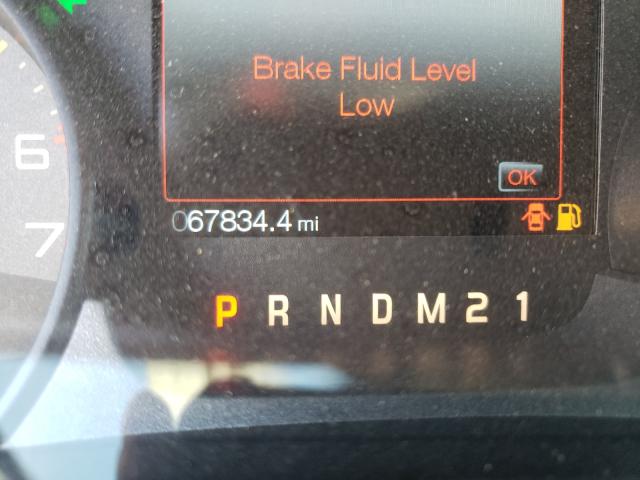 Brake Fluid Level
Low
OK
067834.4 mi
6
7
P R N D M 2 1